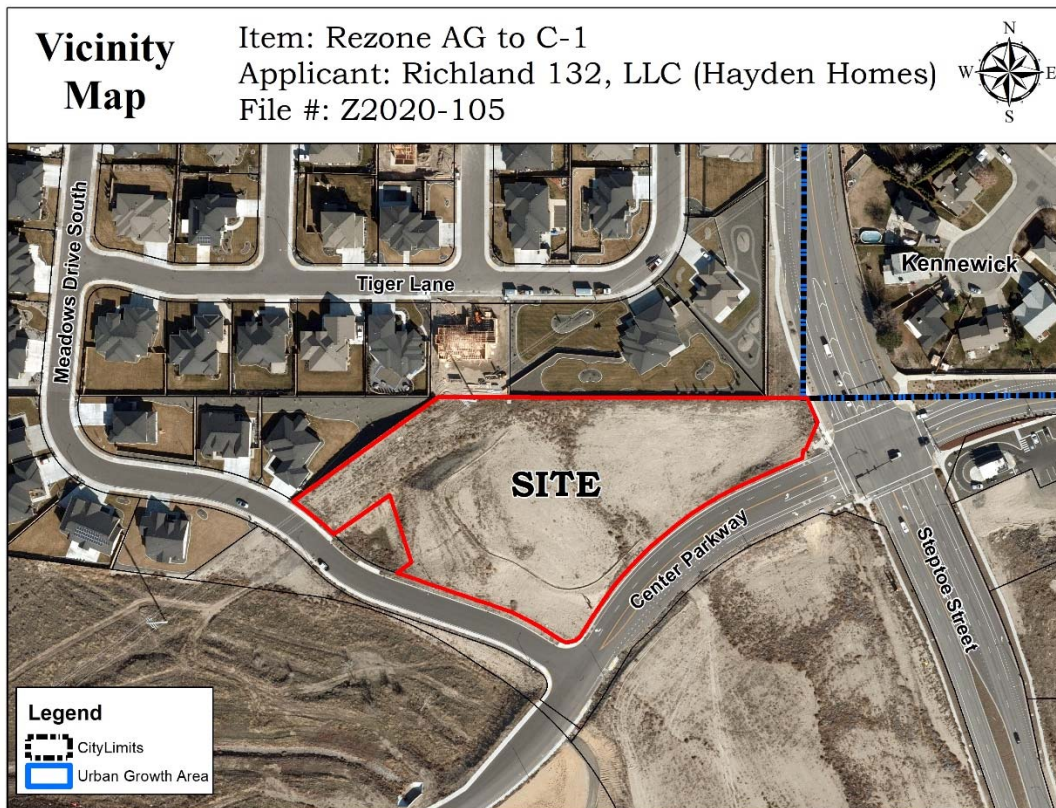 Vicinity
Map
Item: Rezone AG to C-1
Applicant: Richland 132, LLC (Hayden Homes)
File #: Z2020-105
N
W
E
S
Meadows Drive South
Tiger Lane
Kennewick
SITE
Center Parkway
Steptoe Street
Legend
CityLimits
Urban Growth Area